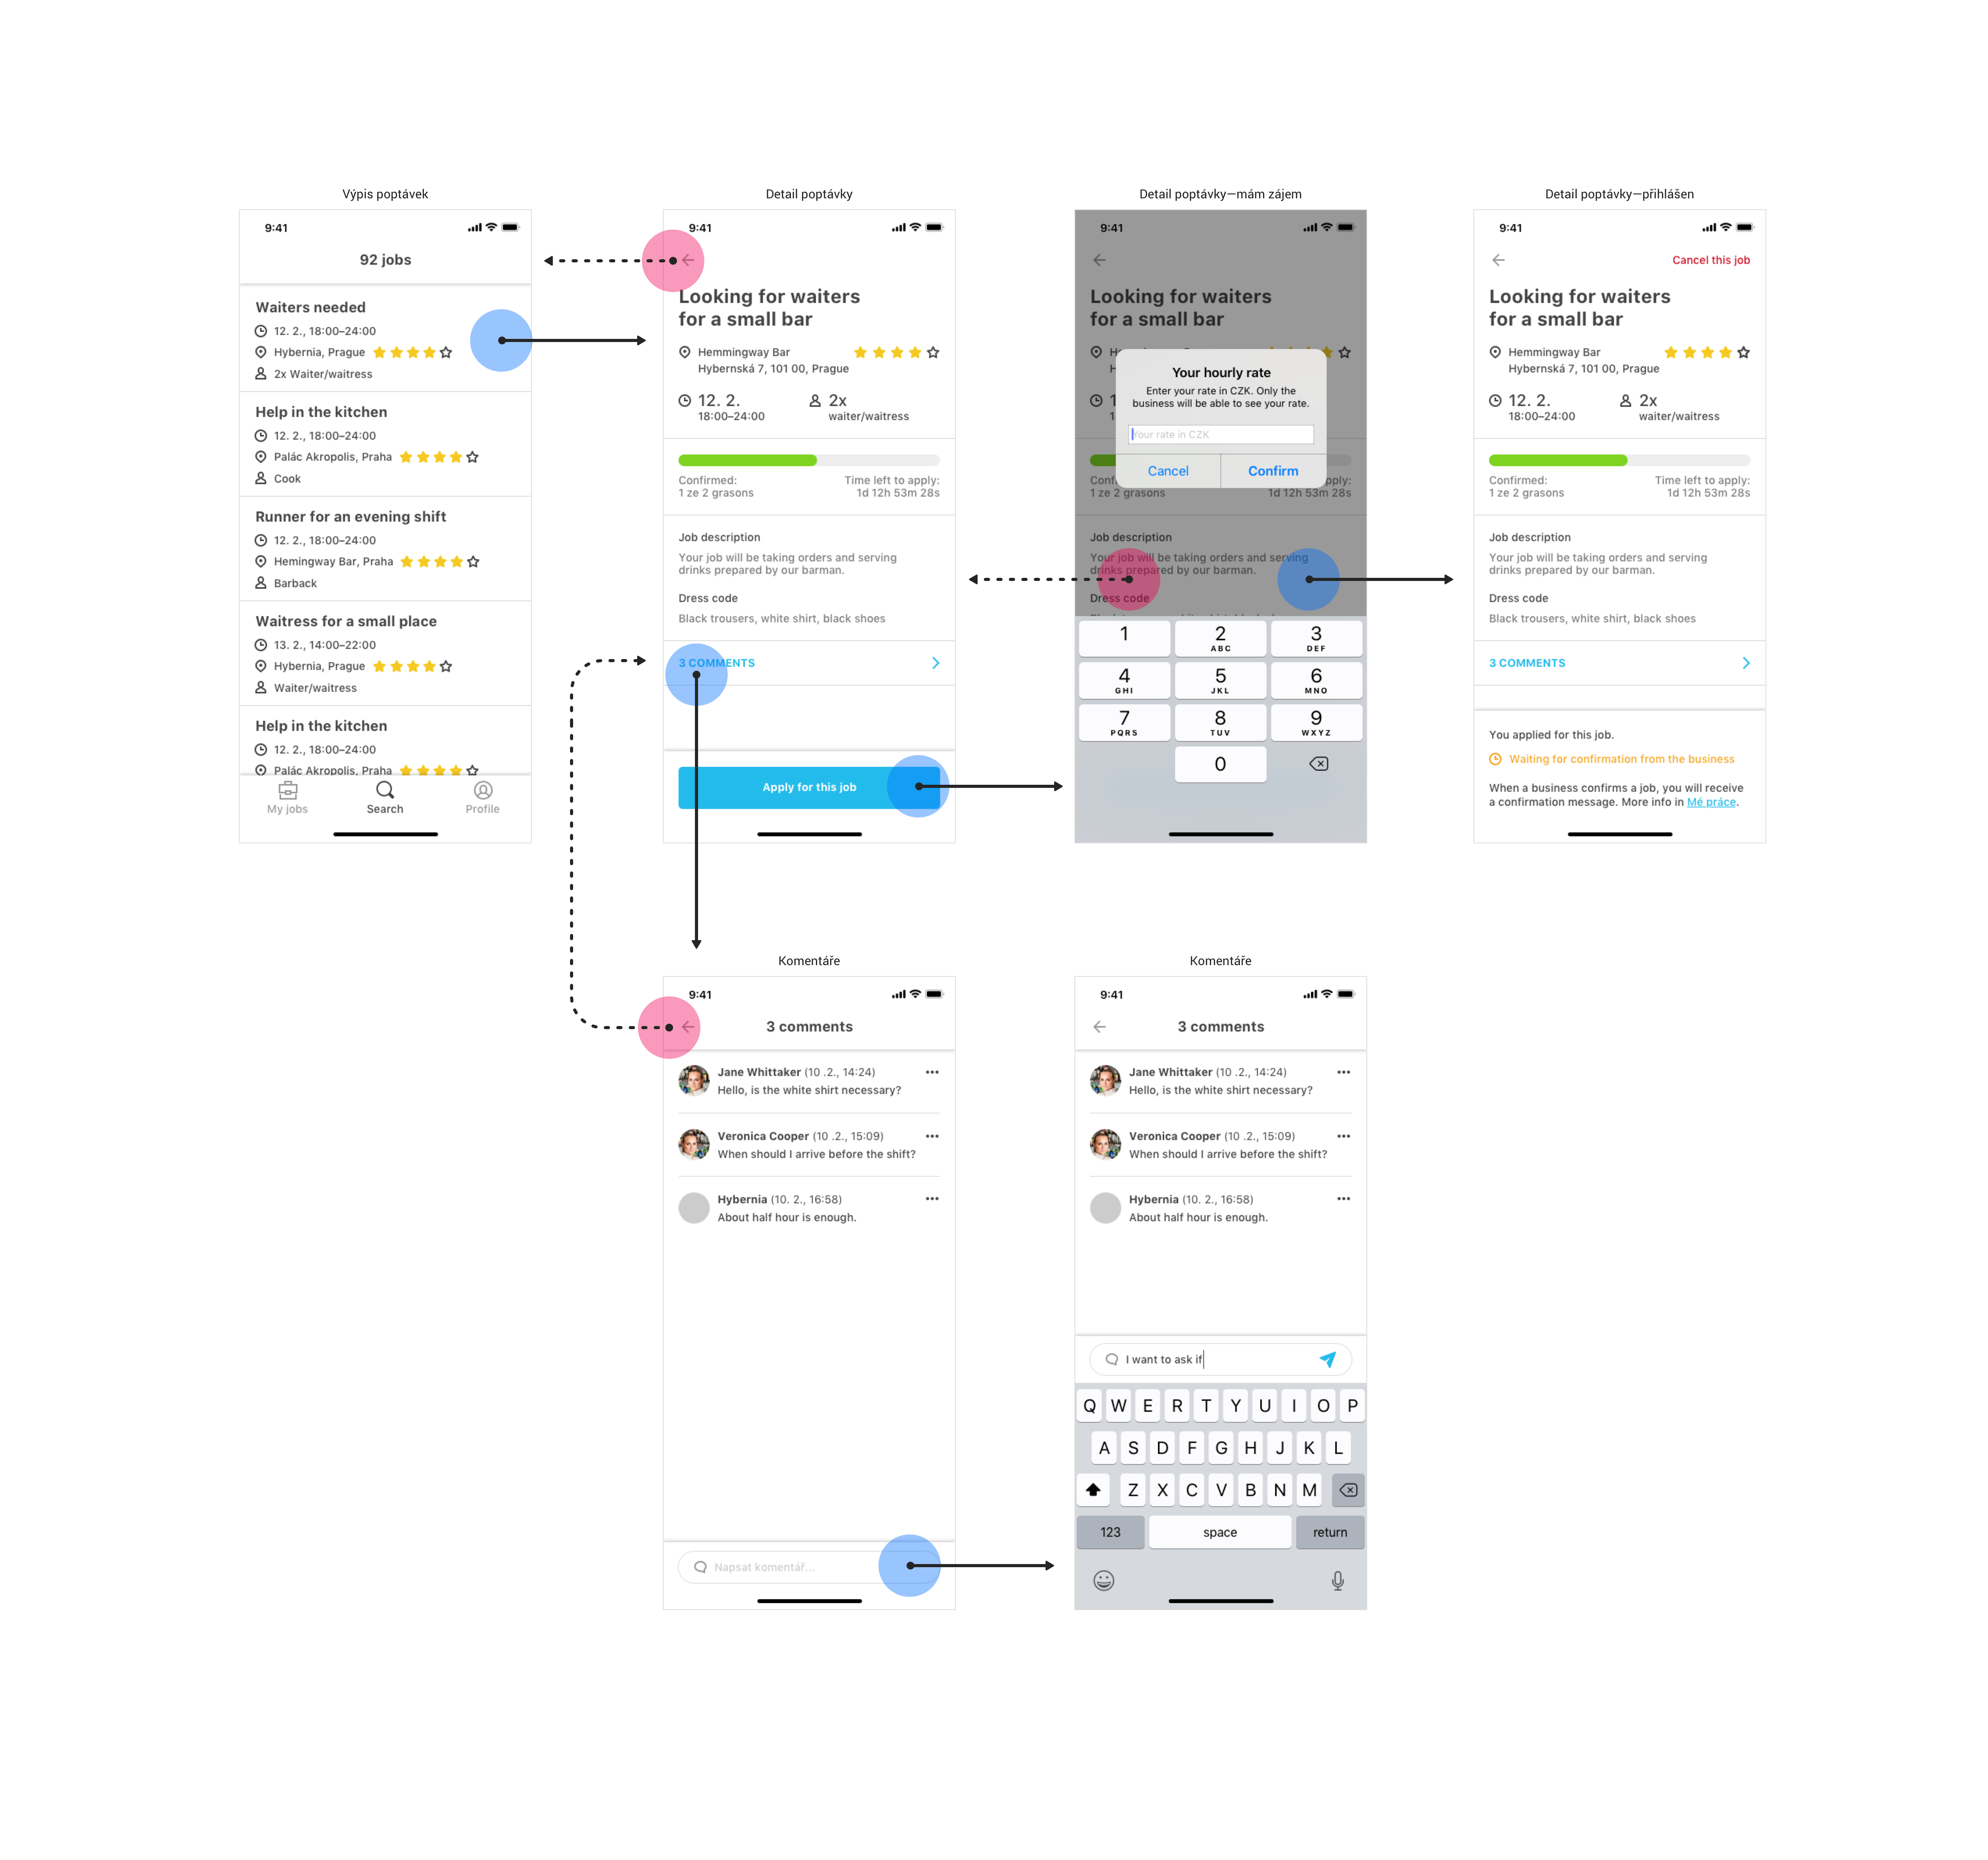 Výpis poptávek
9:41
92 jobs
Waiters needed
12. 2., 18:00–24:00
Hybernia, Prague
2x Waiter/waitress
Help in the kitchen
12. 2., 18:00–24:00
Palác Akropolis, Praha
Cook
Runner for an evening shift
12. 2., 18:00–24:00
Hemingway Bar, Praha
Barback
Waitress for a small place
13. 2., 14:00–22:00
Hybernia, Prague
Waiter/waitress
Help in the kitchen
12. 2., 18:00–24:00
Palác Akropolis, Praha
My jobs
Search
Profile
Detail poptávky
9:41
Looking for waiters
for a small bar
Hemmingway Bar
Hybernská 7, 101 00, Prague
12. 2.
18:00–24:00
2x
waiter/waitress
Confirmed:
1 ze 2 grasons
Time left to apply:
1d 12h 53m 28s
Job description
Your job will be taking orders and serving
drinks prepared by our barman.
Dress code
Black trousers, white shirt, black shoes
3 COMMENTS
Apply for this job
Detail poptávky—mám zájem
9:41
Looking for waiters
for a small bar
Your hourly rate
Enter your rate in CZK. Only the
business will be able to see your rate.
Your rate in CZK
Cancel
Confirm
1 ze 2 grasons
1d 12h 53m 28s
Job description
Your job will be taking orders and serving
drinks prepared by our barman.
Dress code
1
2
ABC
3
DEF
4
GHI
5
JKL
6
MNO
7
PQRS
8
TUV
9
WXYZ
0
Detail poptávky—přihlášen
9:41
Cancel this job
Looking for waiters
for a small bar
Hemmingway Bar
Hybernská 7, 101 00, Prague
12. 2.
18:00–24:00
2x
waiter/waitress
Confirmed:
1 ze 2 grasons
Time left to apply:
1d 12h 53m 28s
Job description
Your job will be taking orders and serving
drinks prepared by our barman.
Dress code
Black trousers, white shirt, black shoes
3 COMMENTS
You applied for this job.
Waiting for confirmation from the business
When a business confirms a job, you will receive
a confirmation message. More info in Mé práce.
Komentáře
9:41
3 comments
Jane Whittaker (10 .2., 14:24)
Hello, is the white shirt necessary?
Veronica Cooper (10 .2., 15:09)
When should I arrive before the shift?
Hybernia (10. 2., 16:58)
About half hour is enough.
Napsat komentář...
Komentáře
9:41
3 comments
Jane Whittaker (10 .2., 14:24)
Hello, is the white shirt necessary?
Veronica Cooper (10 .2., 15:09)
When should I arrive before the shift?
Hybernia (10. 2., 16:58)
About half hour is enough.
I want to ask if
Q W E R T Y U I O P
A S D F G H J K L
Z X C V B N M
123
space
return